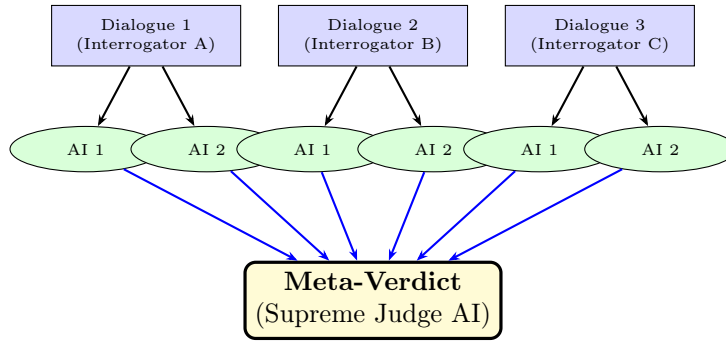 Dialogue 1
(Interrogator A)
Dialogue 2
(Interrogator B)
Dialogue 3
(Interrogator C)
AI 1
AI 2
AI 1
AI 2
AI 1
AI 2
Meta-Verdict
(Supreme Judge AI)